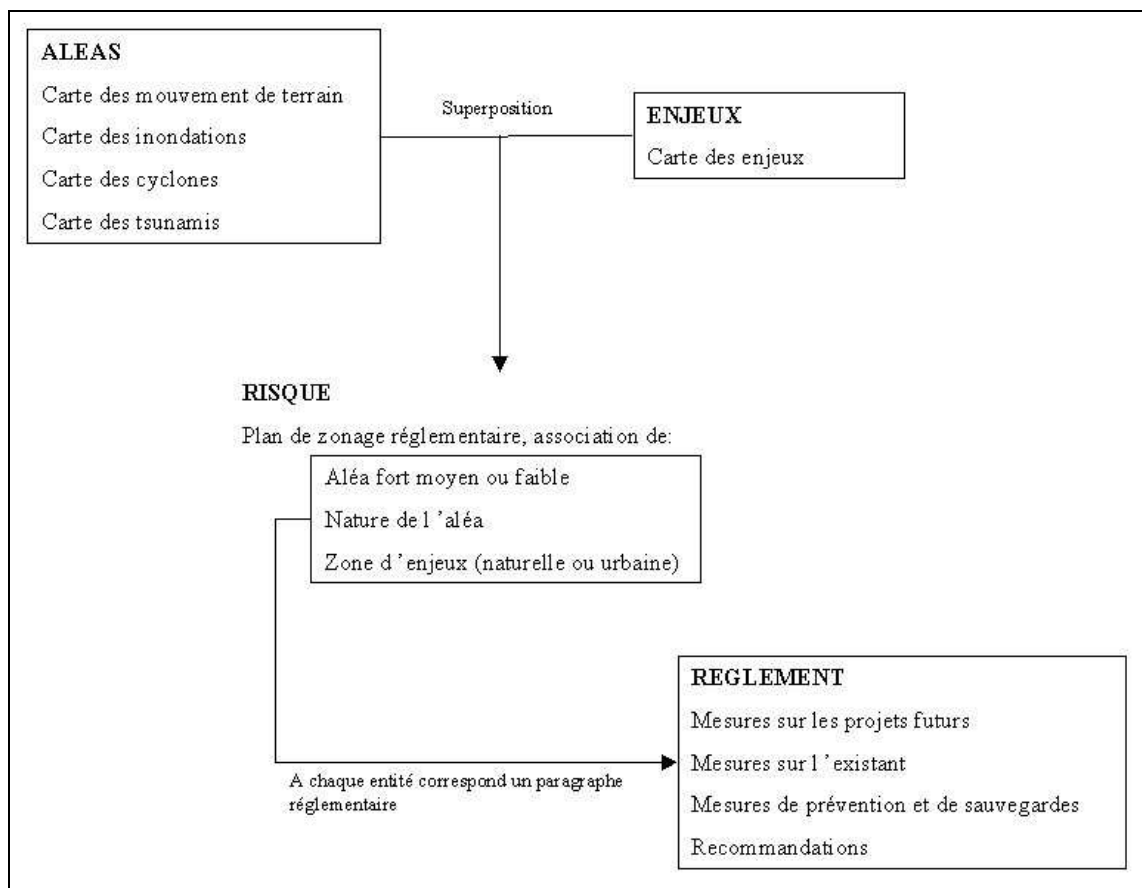 ALEAS
Carte des mouvement de terrain
Carte des inondations
Carte des cyclones
Carte des tsunamis
Superposition
ENJEUX
Carte des enjeux
RISQUE
Plan de zonage réglementaire, association de:
Aléa fort moyen ou faible
Nature de l ’aléa
Zone d ’enjeux (naturelle ou urbaine)
A chaque entité correspond un paragraphe
réglementaire
REGLEMENT
Mesures sur les projets futurs
Mesures sur l ’existant
Mesures de prévention et de sauvegardes
Recommandations